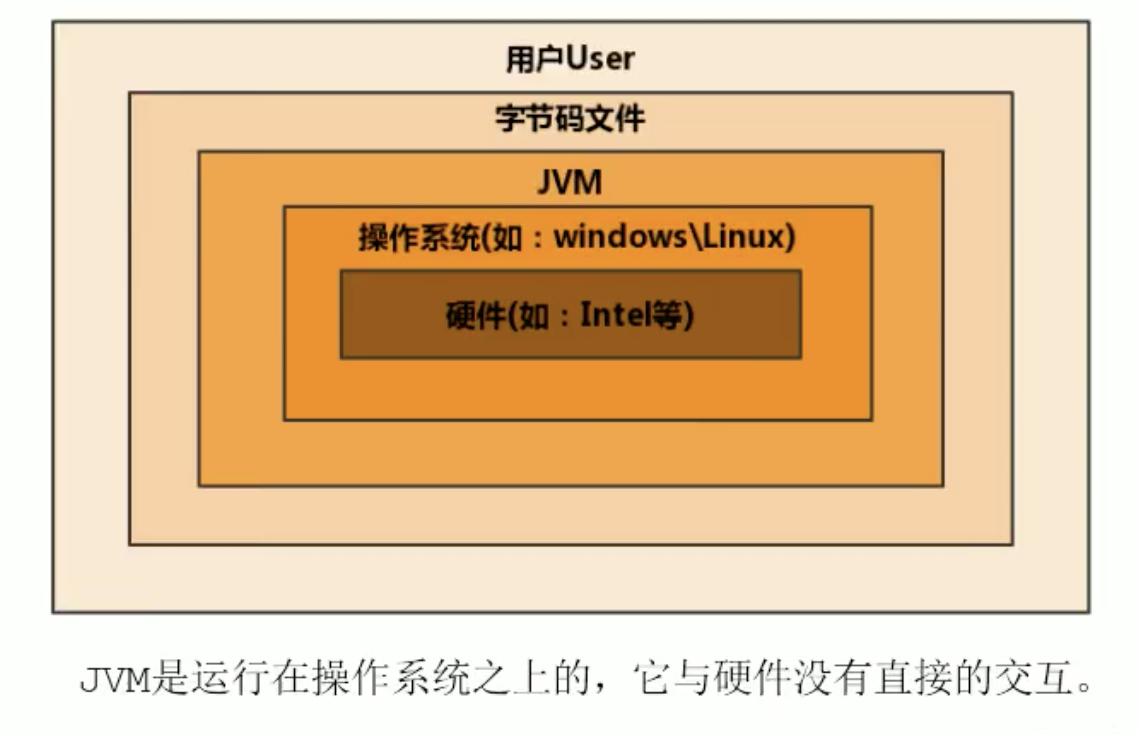 用户User
字节码文件
JVM
操作系统(如：windows\Linux)
硬件(如：Intel等)
JVM是运行在操作系统之上的，它与硬件没有直接的交互。